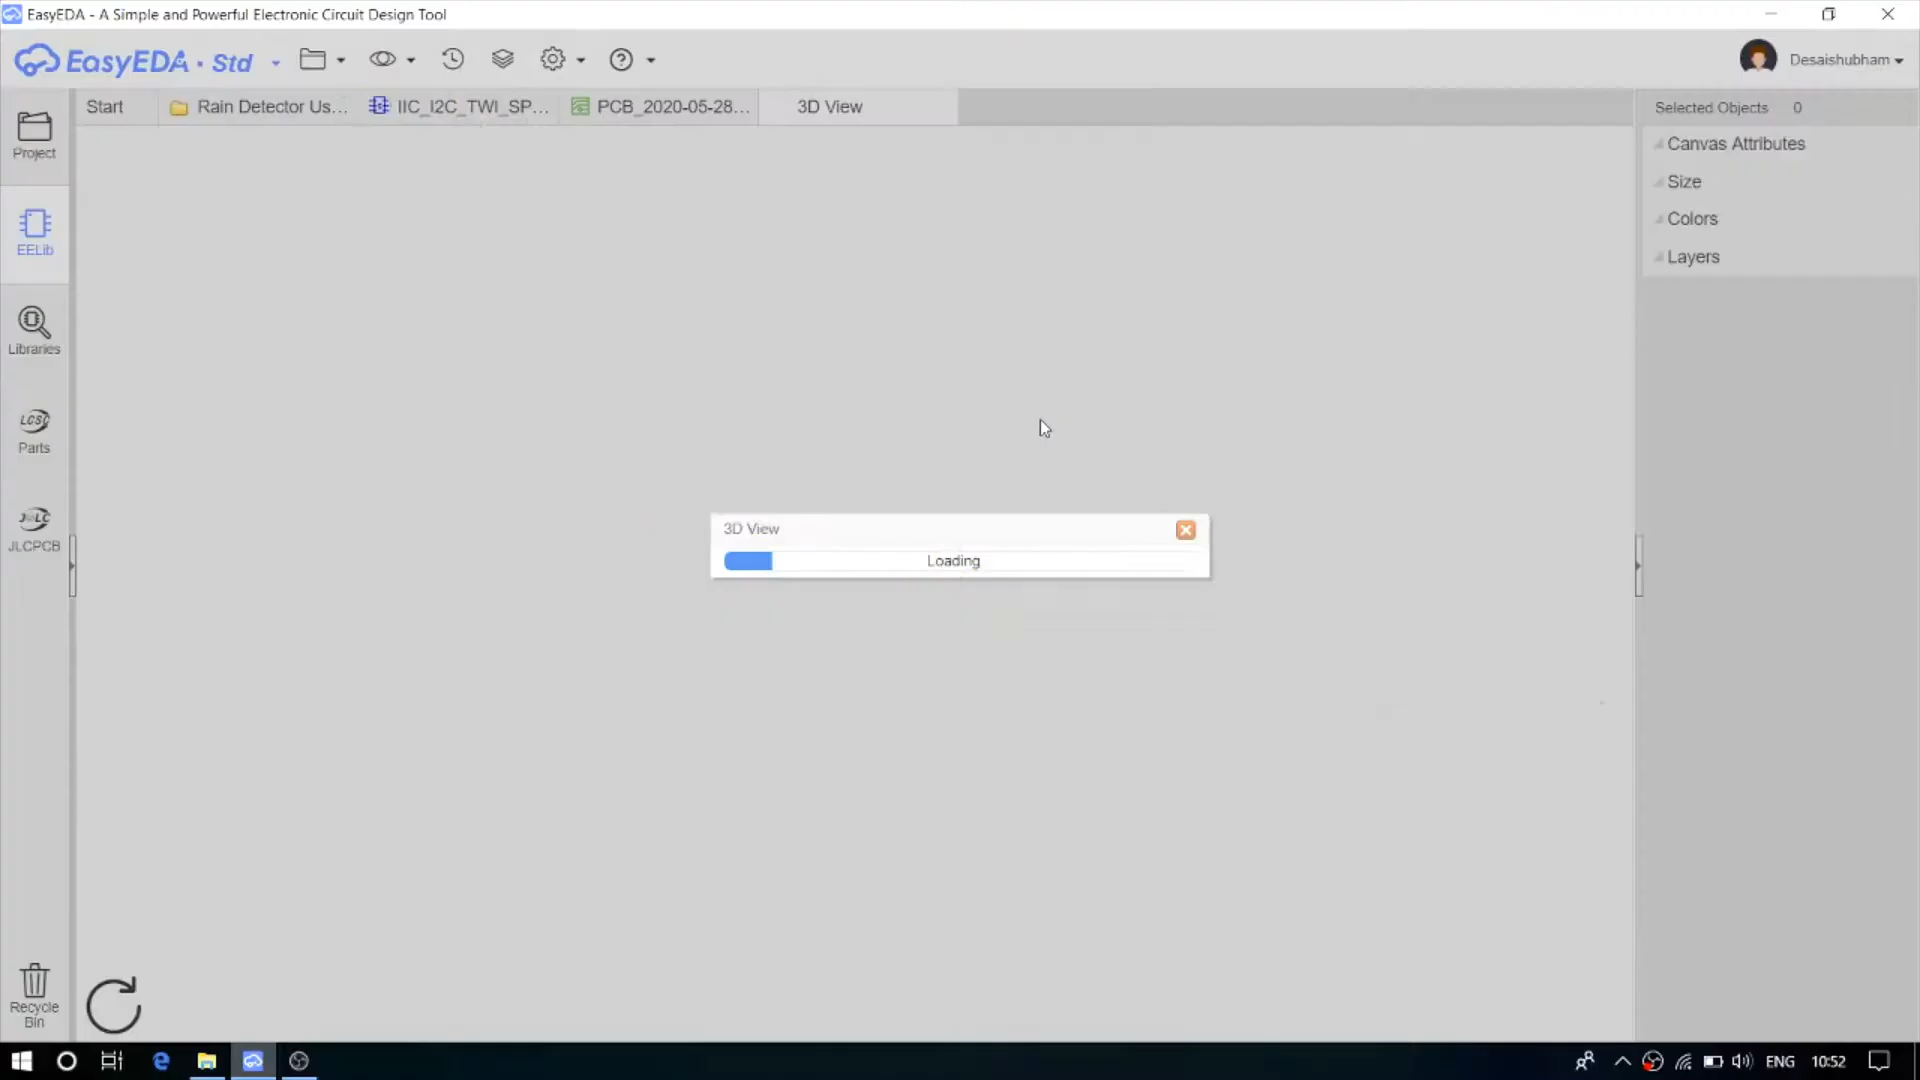 EasyEDA - A Simple and Powerful Electronic Circuit Design Tool
EasyEDA · Std
Desaishubham
Start
Rain Detector Us...
IIC_I2C_TWI_SP...
PCB_2020-05-28...
3D View
Selected Objects 0
Canvas Attributes
Size
Colors
Layers
Project
EELib
Libraries
LCSC
Parts
JLC
JLCPCB
3D View
Loading
Recycle
Bin
ENG
10:52